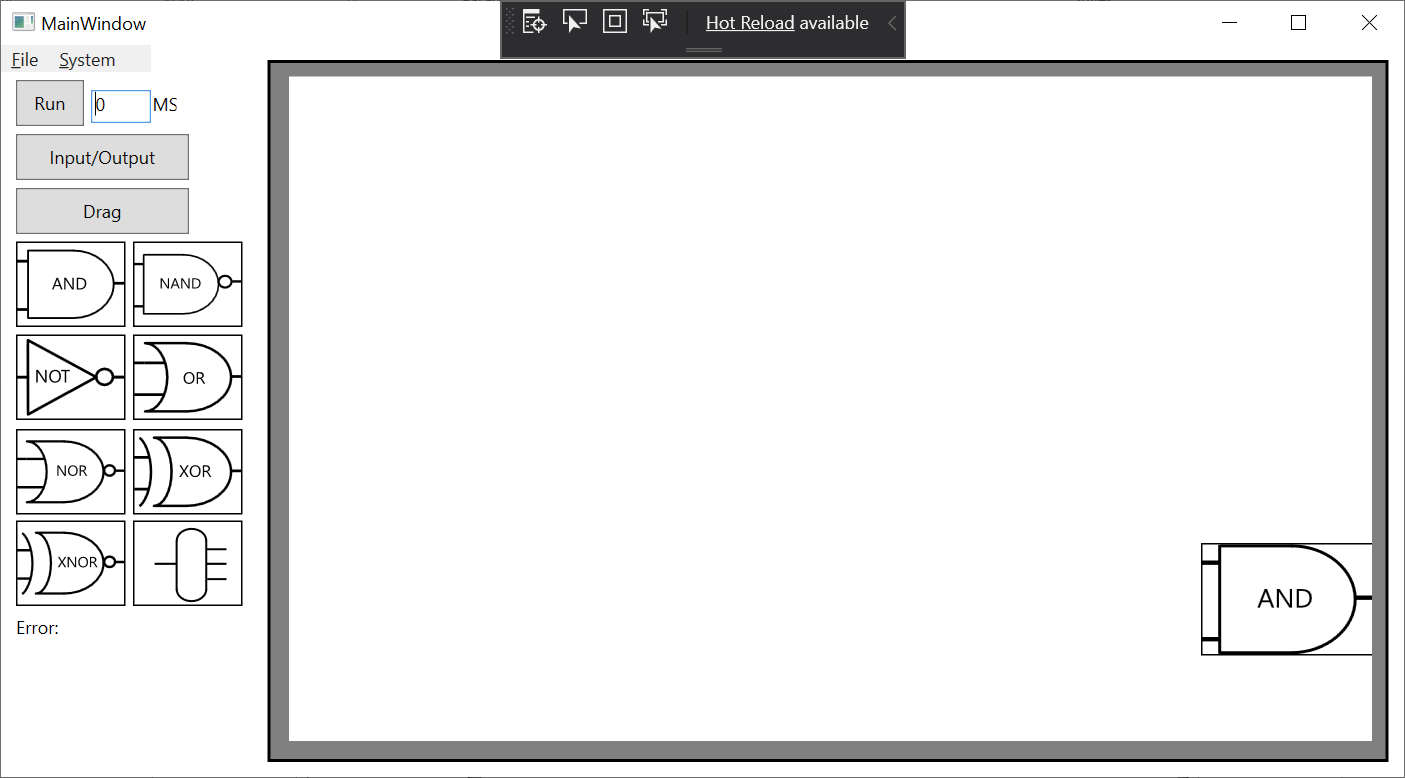 MainWindow
Hot Reload available
File System
Run 0 MS
Input/Output
Drag
AND NAND
NOT OR
NOR XOR
XNOR
AND
Error: